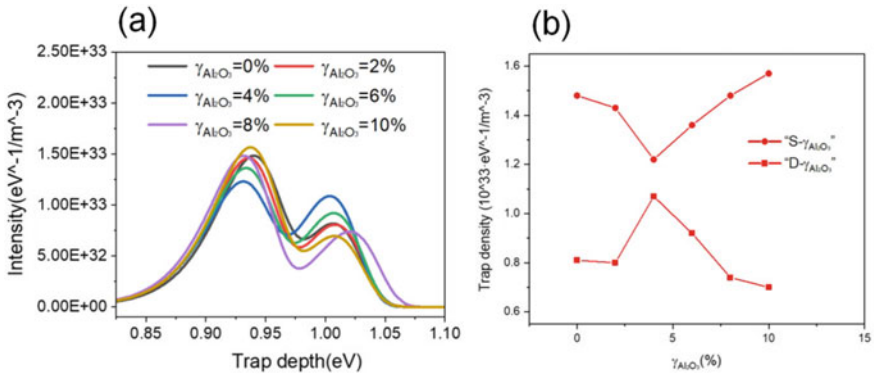 (a)
2.50E+33
2.00E+33
1.50E+33
1.00E+33
5.00E+32
0.00E+00
0.85 0.90 0.95 1.00 1.05 1.10
Intensity(eV^-1/m^-3)
Trap depth(eV)
γAl₂O₃=0% γAl₂O₃=2%
γAl₂O₃=4% γAl₂O₃=6%
γAl₂O₃=8% γAl₂O₃=10%
(b)
1.6
1.4
1.2
1.0
0.8
0.6
0 5 10 15
Trap density (10^33·eV^-1/m^-3)
γAl₂O₃(%)
"S-γAl₂O₃"
"D-γAl₂O₃"